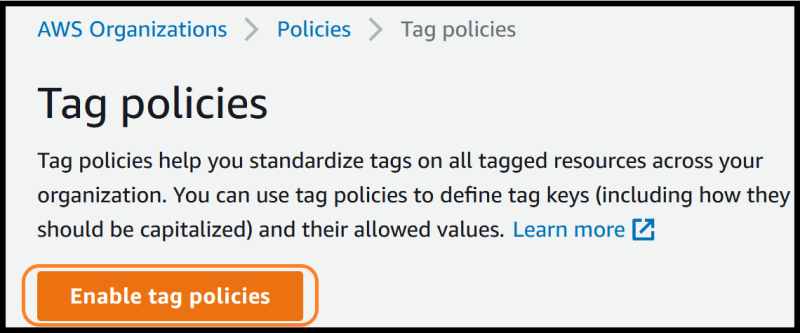 AWS Organizations > Policies > Tag policies
Tag policies
Tag policies help you standardize tags on all tagged resources across your
organization. You can use tag policies to define tag keys (including how they
should be capitalized) and their allowed values. Learn more
Enable tag policies